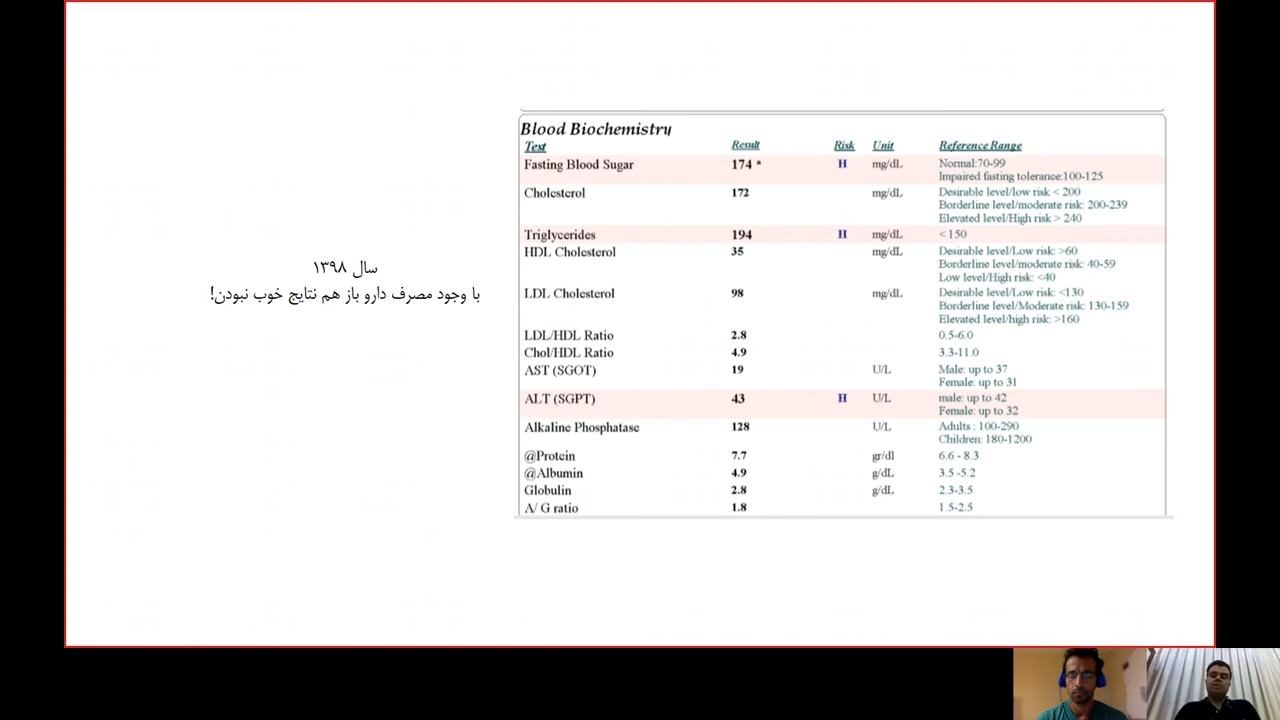 سال ۱۳۹۸
با وجود مصرف دارو باز هم نتایج خوب نبودن!
Blood Biochemistry
Test Result Risk Unit Reference Range
Fasting Blood Sugar 174 * H mg/dL Normal:70-99
Impaired fasting tolerance:100-125
Cholesterol 172 mg/dL Desirable level/low risk < 200
Borderline level/moderate risk: 200-239
Elevated level/High risk > 240
Triglycerides 194 H mg/dL < 150
HDL Cholesterol 35 mg/dL Desirable level/Low risk: >60
Borderline level/moderate risk: 40-59
Low level/High risk: <40
LDL Cholesterol 98 mg/dL Desirable level/Low risk: <130
Borderline level/Moderate risk: 130-159
Elevated level/high risk: >160
LDL/HDL Ratio 2.8 0.5-6.0
Chol/HDL Ratio 4.9 3.3-11.0
AST (SGOT) 19 U/L Male: up to 37
Female: up to 31
ALT (SGPT) 43 H U/L male: up to 42
Female: up to 32
Alkaline Phosphatase 128 U/L Adults : 100-290
Children: 180-1200
@Protein 7.7 gr/dl 6.6 - 8.3
@Albumin 4.9 g/dL 3.5 -5.2
Globulin 2.8 g/dL 2.3-3.5
A/ G ratio 1.8 1.5-2.5